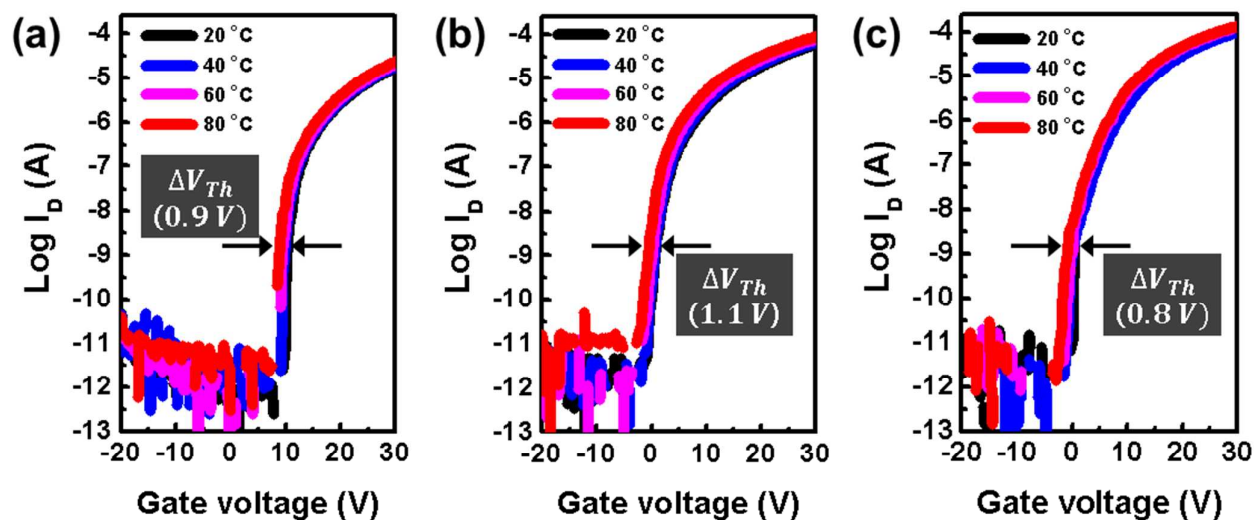 (a)
20 °C
40 °C
60 °C
80 °C
ΔV_Th
(0.9 V)
Log I_D (A)
-4
-5
-6
-7
-8
-9
-10
-11
-12
-13
-20 -10 0 10 20 30
Gate voltage (V)
(b)
20 °C
40 °C
60 °C
80 °C
ΔV_Th
(1.1 V)
Log I_D (A)
-4
-5
-6
-7
-8
-9
-10
-11
-12
-13
-20 -10 0 10 20 30
Gate voltage (V)
(c)
20 °C
40 °C
60 °C
80 °C
ΔV_Th
(0.8 V)
Log I_D (A)
-4
-5
-6
-7
-8
-9
-10
-11
-12
-13
-20 -10 0 10 20 30
Gate voltage (V)